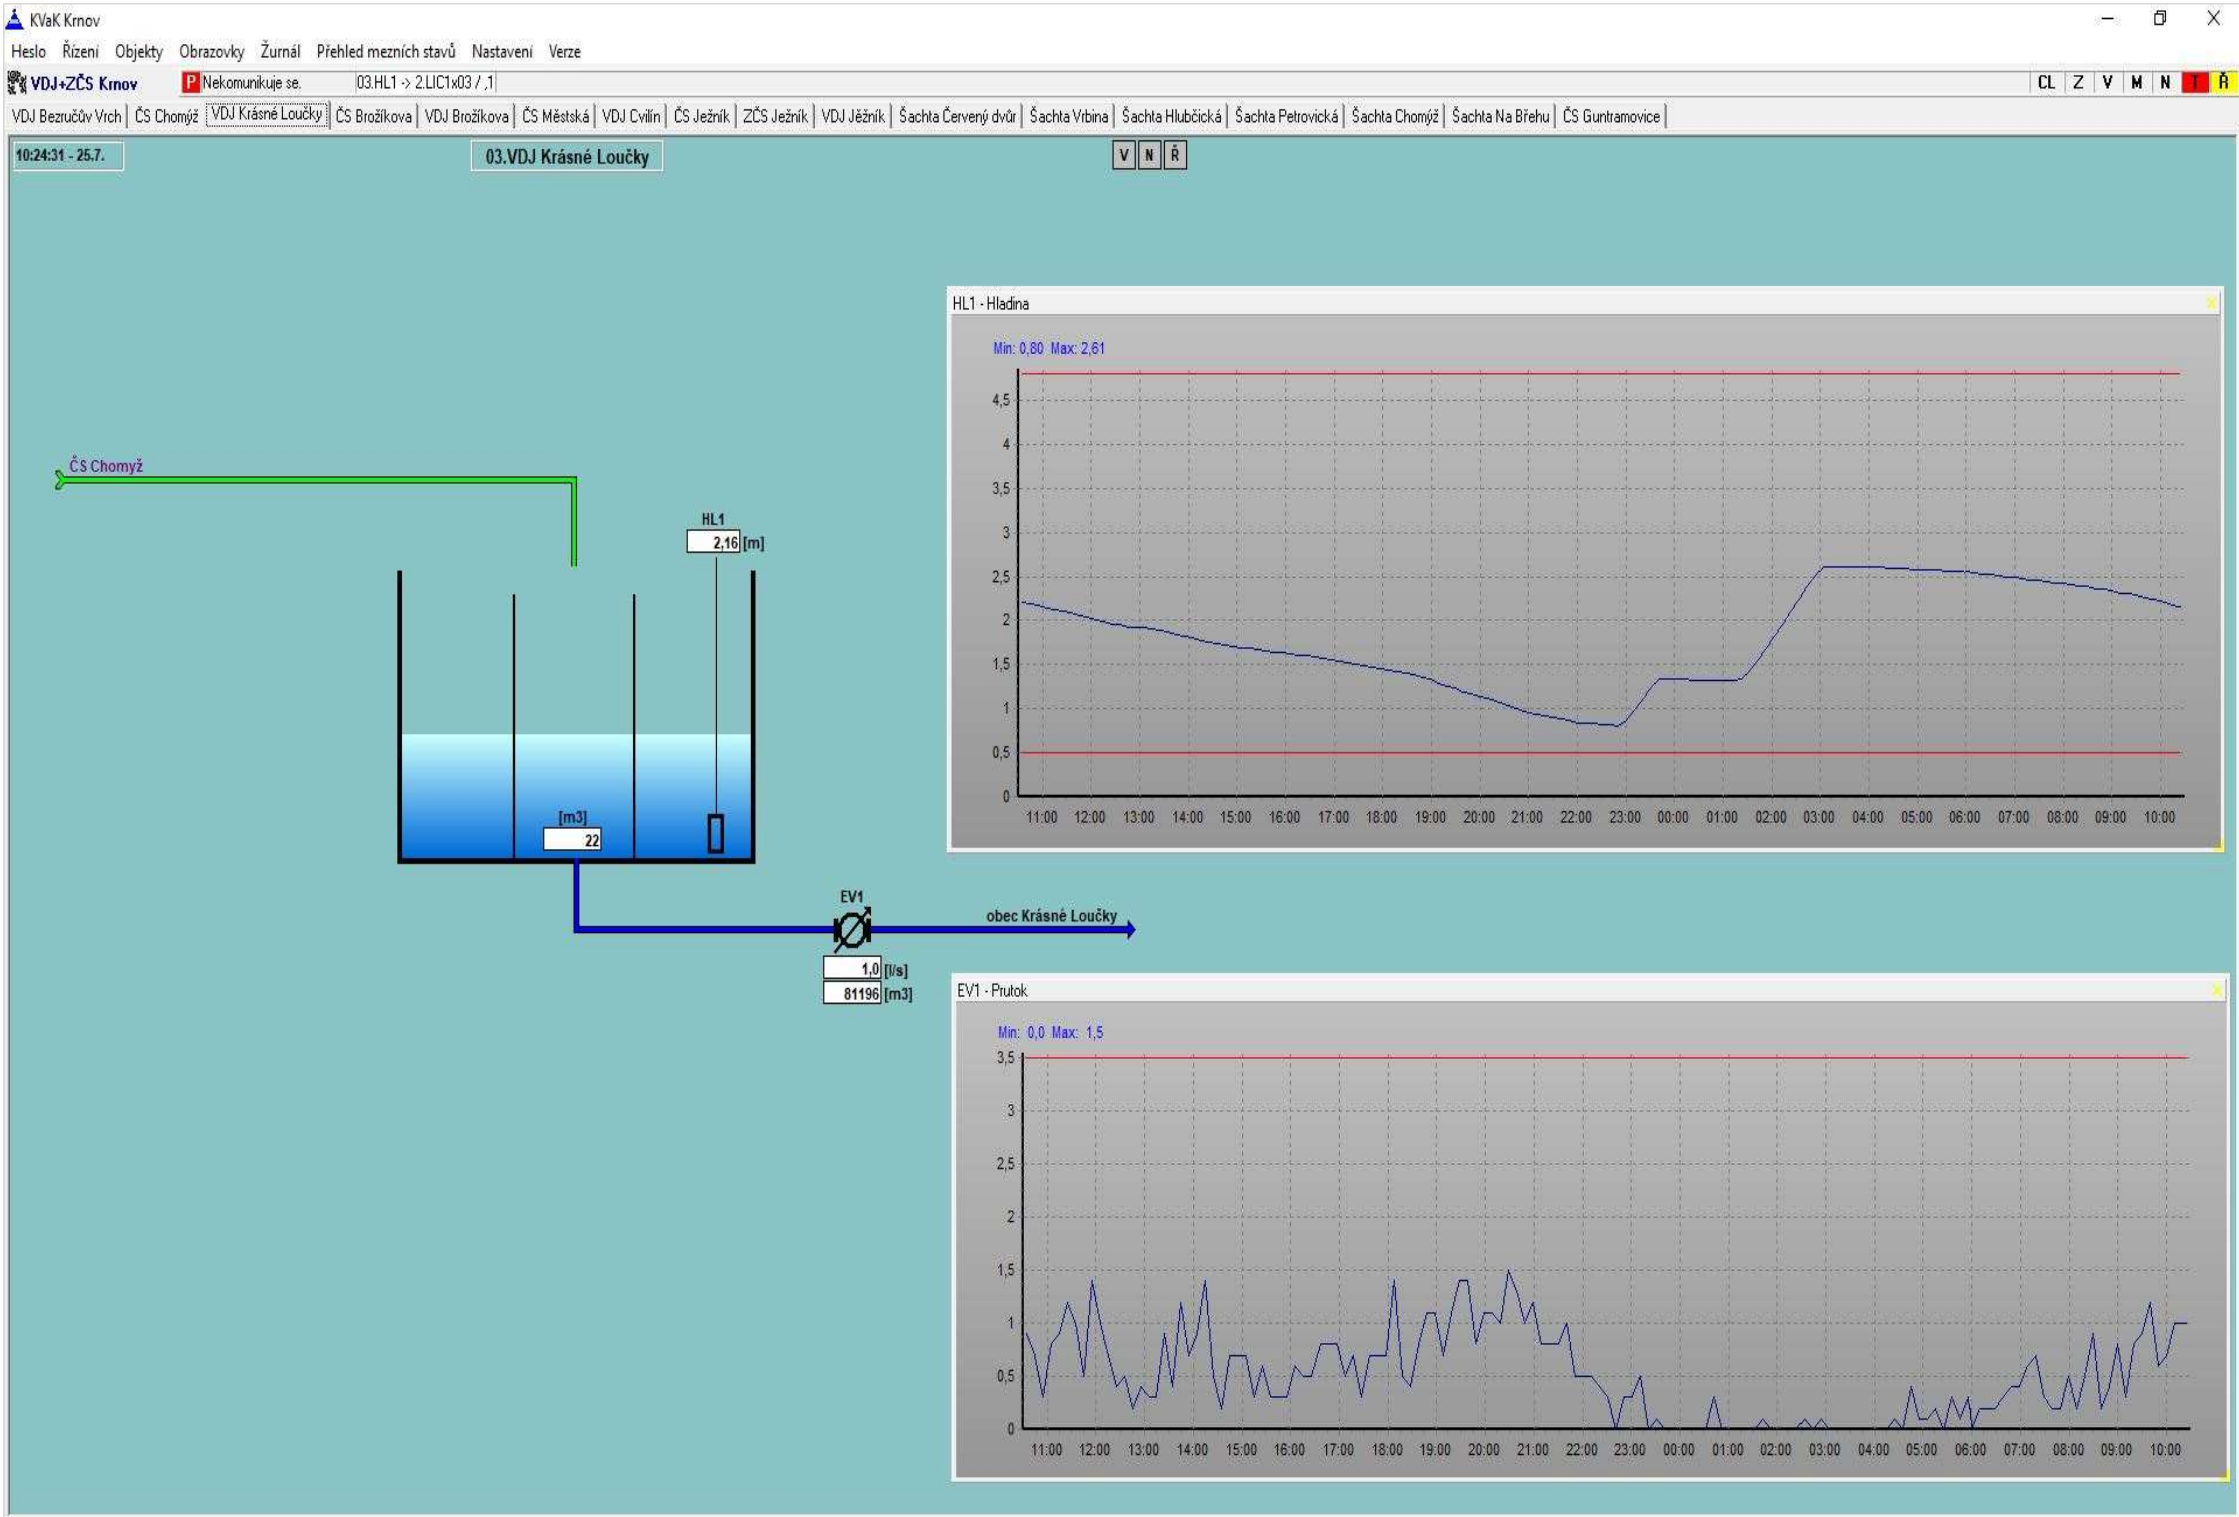 KVaK Krnov
Heslo Řízení Objekty Obrazovky Žurnál Přehled mezních stavů Nastavení Verze
VDJ+ZČS Krnov P Nekomunikuje se. 03.HL1 -> 2.LIC1x03 / ,1 CL Z V M N T Ř
VDJ Bezručův Vrch ČS Chomýž VDJ Krásné Loučky ČS Brožíkova VDJ Brožíkova ČS Městská VDJ Cvilín ČS Ježník ZČS Ježník VDJ Jěžník Šachta Červený dvůr Šachta Vrbina Šachta Hlubčická Šachta Petrovická Šachta Chomýž Šachta Na Břehu ČS Guntramovice
10:24:31 - 25.7. 03.VDJ Krásné Loučky V N Ř
HL1 - Hladina
Min: 0,80 Max: 2,61
4,5
4
3,5
3
2,5
2
1,5
1
0,5
0
11:00 12:00 13:00 14:00 15:00 16:00 17:00 18:00 19:00 20:00 21:00 22:00 23:00 00:00 01:00 02:00 03:00 04:00 05:00 06:00 07:00 08:00 09:00 10:00
ČS Chomyž
HL1
2,16 [m]
[m3]
22
EV1
obec Krásné Loučky
1,0 [l/s]
81196 [m3]
EV1 - Prutok
Min: 0,0 Max: 1,5
3,5
3
2,5
2
1,5
1
0,5
0
11:00 12:00 13:00 14:00 15:00 16:00 17:00 18:00 19:00 20:00 21:00 22:00 23:00 00:00 01:00 02:00 03:00 04:00 05:00 06:00 07:00 08:00 09:00 10:00